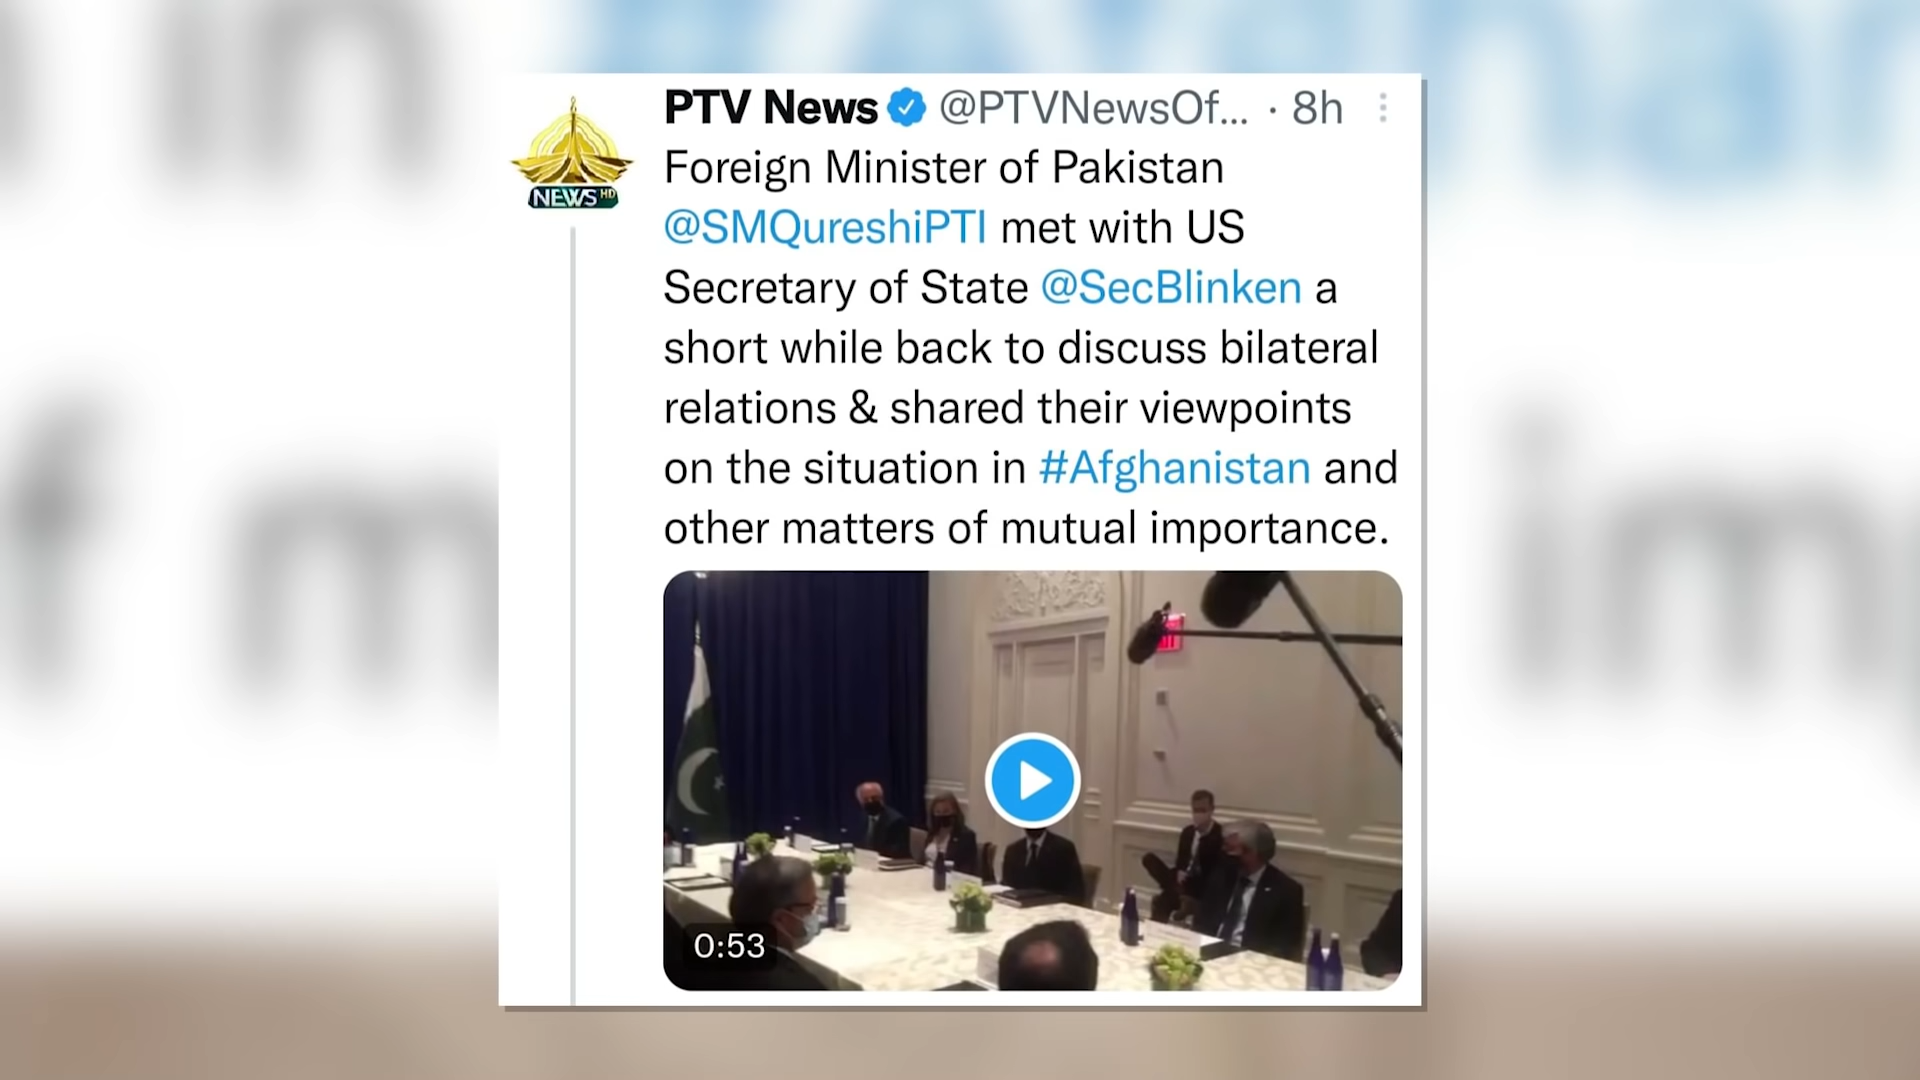 PTV News @PTVNewsOf... · 8h
NEWS HD
Foreign Minister of Pakistan
@SMQureshiPTI met with US
Secretary of State @SecBlinken a
short while back to discuss bilateral
relations & shared their viewpoints
on the situation in #Afghanistan and
other matters of mutual importance.
0:53